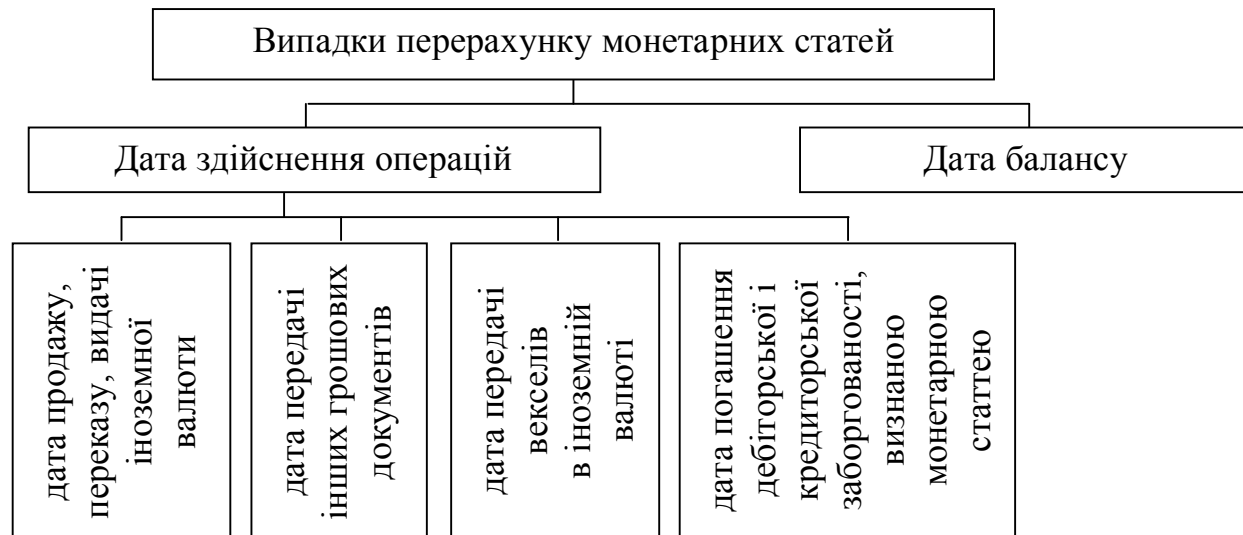 Випадки перерахунку монетарних статей
Дата здійснення операцій
Дата балансу
дата продажу,
переказу, видачі
іноземної
валюти
дата передачі
інших грошових
документів
дата передачі
векселів
в іноземній
валюті
дата погашення
дебіторської і
кредиторської
заборгованості,
визнаною
монетарною
статтею